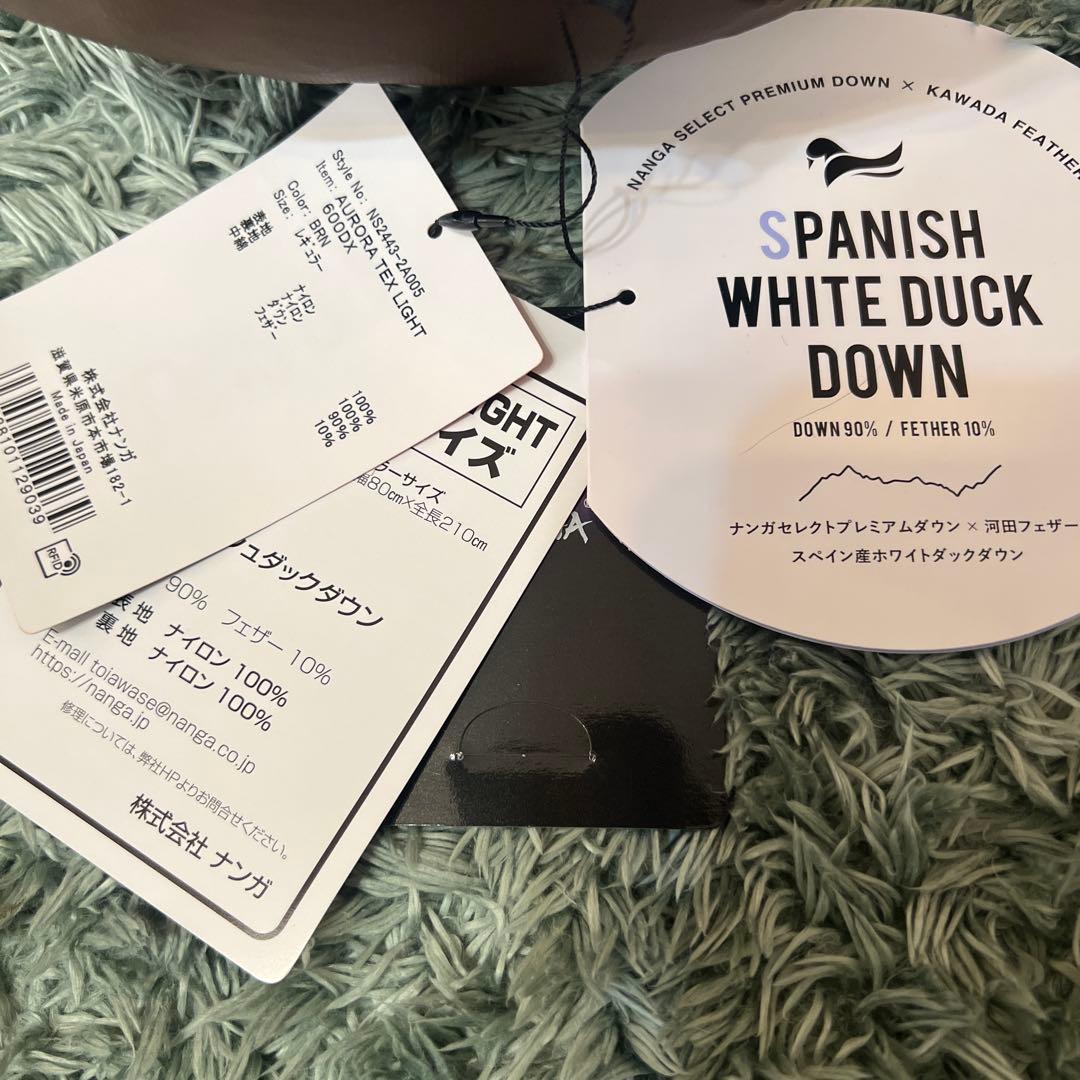 Style No: NS2443-2A005
Item: AURORA TEX LIGHT
600DX
Color: BRN
Size: レギュラー
表地 ナイロン 100%
裏地 ナイロン 100%
中綿 ダウン 90%
フェザー 10%
株式会社ナンガ
滋賀県米原市本市場182-1
Made in Japan
2810112903​9
RFID
IGHT
イズ
ラーサイズ
幅80cm×全長210cm
シュダックダウン
90% フェザー 10%
表地 ナイロン 100%
裏地 ナイロン 100%
E-mall toiawase@nanga.co.jp
https://nanga.jp
修理については、弊社HPよりお問合せください。
株式会社 ナンガ
NANGA SELECT PREMIUM DOWN × KAWADA FEATHER
SPANISH
WHITE DUCK
DOWN
DOWN 90% / FETHER 10%
ナンガセレクトプレミアムダウン × 河田フェザー
スペイン産ホワイトダックダウン